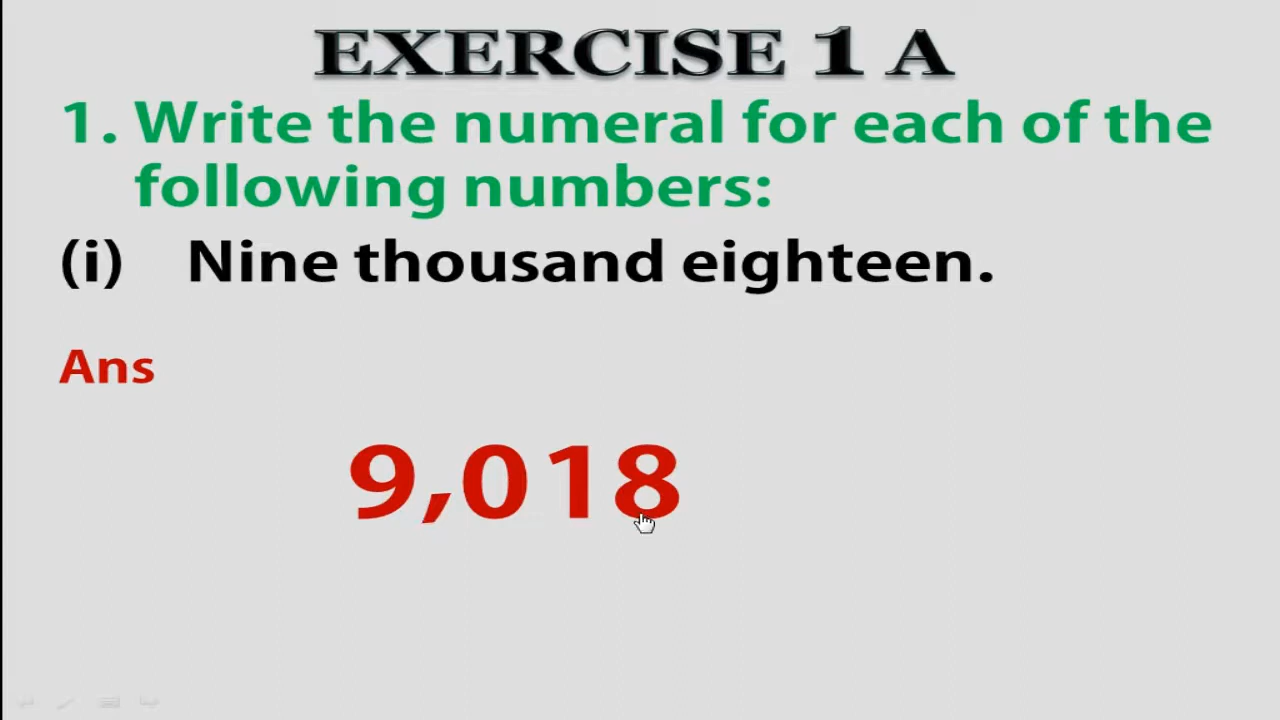 EXERCISE 1 A
1. Write the numeral for each of the
following numbers:
(i) Nine thousand eighteen.
Ans
9,018